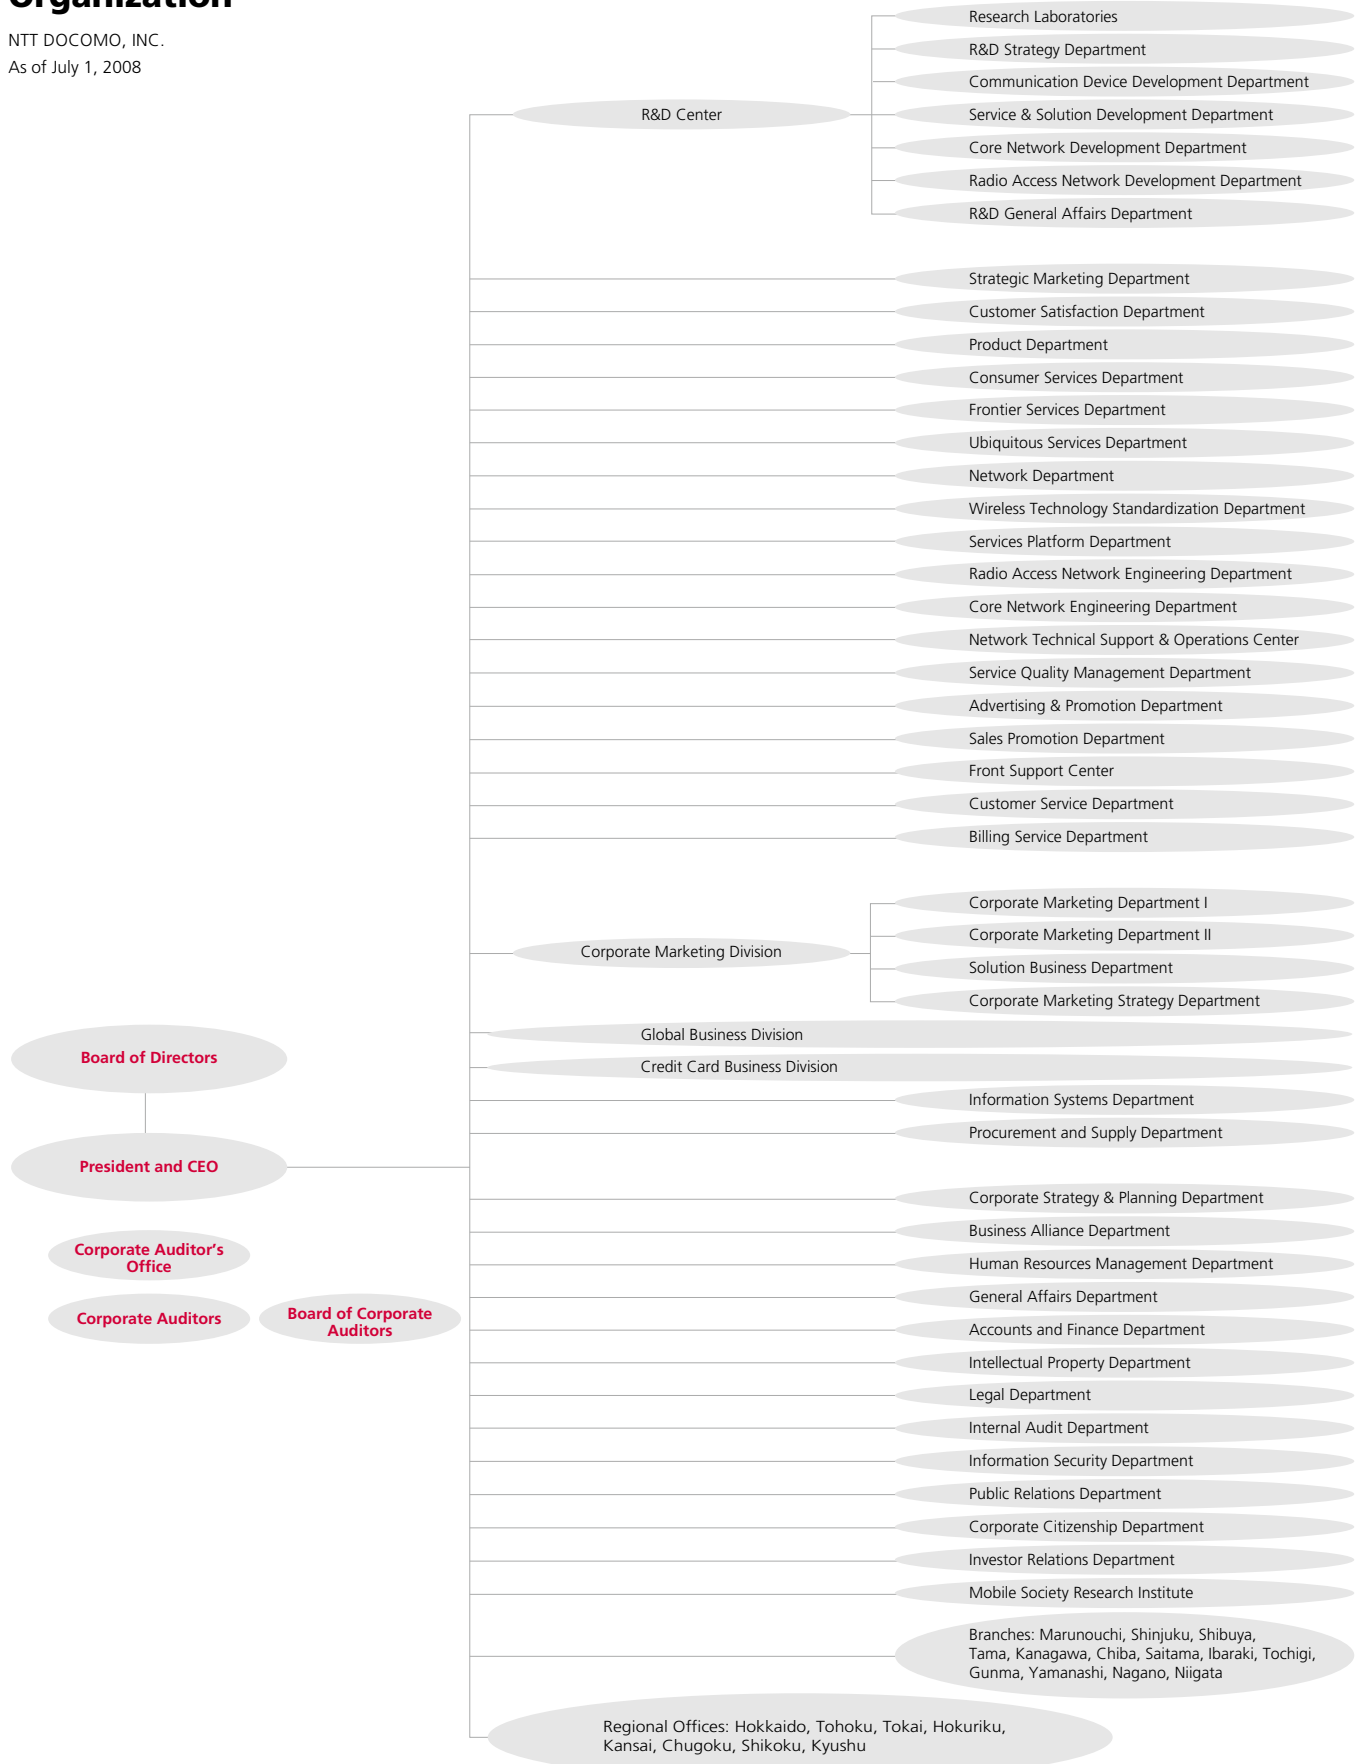 Organization
NTT DOCOMO, INC.
As of July 1, 2008
Research Laboratories
R&D Strategy Department
Communication Device Development Department
R&D Center
Service & Solution Development Department
Core Network Development Department
Radio Access Network Development Department
R&D General Affairs Department
Strategic Marketing Department
Customer Satisfaction Department
Product Department
Consumer Services Department
Frontier Services Department
Ubiquitous Services Department
Network Department
Wireless Technology Standardization Department
Services Platform Department
Radio Access Network Engineering Department
Core Network Engineering Department
Network Technical Support & Operations Center
Service Quality Management Department
Advertising & Promotion Department
Sales Promotion Department
Front Support Center
Customer Service Department
Billing Service Department
Corporate Marketing Division
Corporate Marketing Department I
Corporate Marketing Department II
Solution Business Department
Corporate Marketing Strategy Department
Global Business Division
Credit Card Business Division
Board of Directors
Information Systems Department
Procurement and Supply Department
President and CEO
Corporate Auditor's
Office
Corporate Auditors
Board of Corporate
Auditors
Corporate Strategy & Planning Department
Business Alliance Department
Human Resources Management Department
General Affairs Department
Accounts and Finance Department
Intellectual Property Department
Legal Department
Internal Audit Department
Information Security Department
Public Relations Department
Corporate Citizenship Department
Investor Relations Department
Mobile Society Research Institute
Branches: Marunouchi, Shinjuku, Shibuya,
Tama, Kanagawa, Chiba, Saitama, Ibaraki, Tochigi,
Gunma, Yamanashi, Nagano, Niigata
Regional Offices: Hokkaido, Tohoku, Tokai, Hokuriku,
Kansai, Chugoku, Shikoku, Kyushu